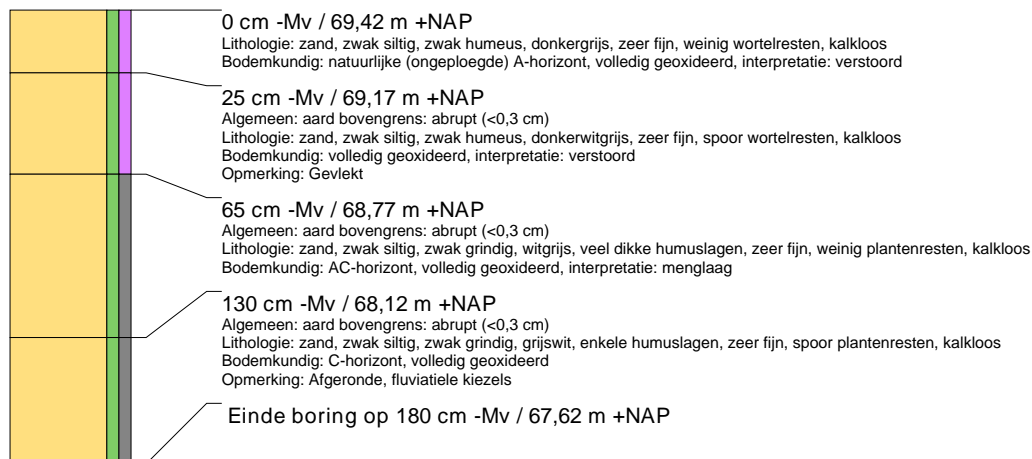 0 cm -Mv / 69,42 m +NAP
Lithologie: zand, zwak siltig, zwak humeus, donkergrijs, zeer fijn, weinig wortelresten, kalkloos
Bodemkundig: natuurlijke (ongeploegde) A-horizont, volledig geoxideerd, interpretatie: verstoord
25 cm -Mv / 69,17 m +NAP
Algemeen: aard bovengrens: abrupt (<0,3 cm)
Lithologie: zand, zwak siltig, zwak humeus, donkerwitgrijs, zeer fijn, spoor wortelresten, kalkloos
Bodemkundig: volledig geoxideerd, interpretatie: verstoord
Opmerking: Gevlekt
65 cm -Mv / 68,77 m +NAP
Algemeen: aard bovengrens: abrupt (<0,3 cm)
Lithologie: zand, zwak siltig, zwak grindig, witgrijs, veel dikke humuslagen, zeer fijn, weinig plantenresten, kalkloos
Bodemkundig: AC-horizont, volledig geoxideerd, interpretatie: menglaag
130 cm -Mv / 68,12 m +NAP
Algemeen: aard bovengrens: abrupt (<0,3 cm)
Lithologie: zand, zwak siltig, zwak grindig, grijswit, enkele humuslagen, zeer fijn, spoor plantenresten, kalkloos
Bodemkundig: C-horizont, volledig geoxideerd
Opmerking: Afgeronde, fluviatiele kiezels
Einde boring op 180 cm -Mv / 67,62 m +NAP